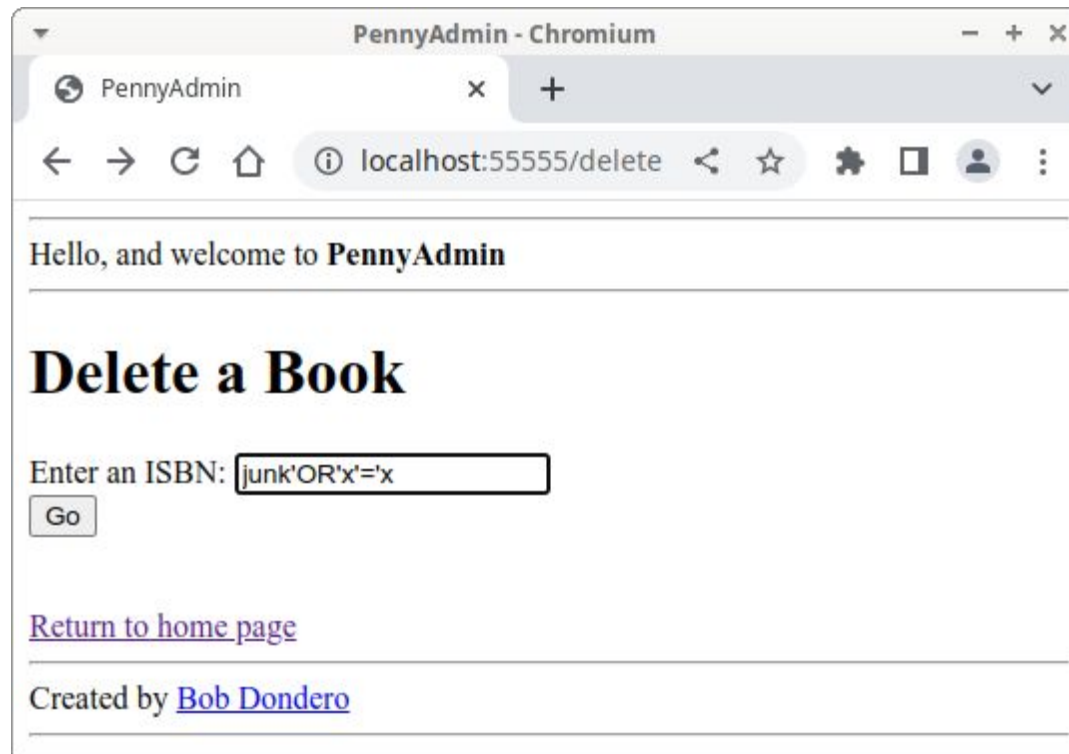 PennyAdmin - Chromium
PennyAdmin
localhost:55555/delete
Hello, and welcome to PennyAdmin
Delete a Book
Enter an ISBN: junk'OR'x'='x
Go
Return to home page
Created by Bob Dondero